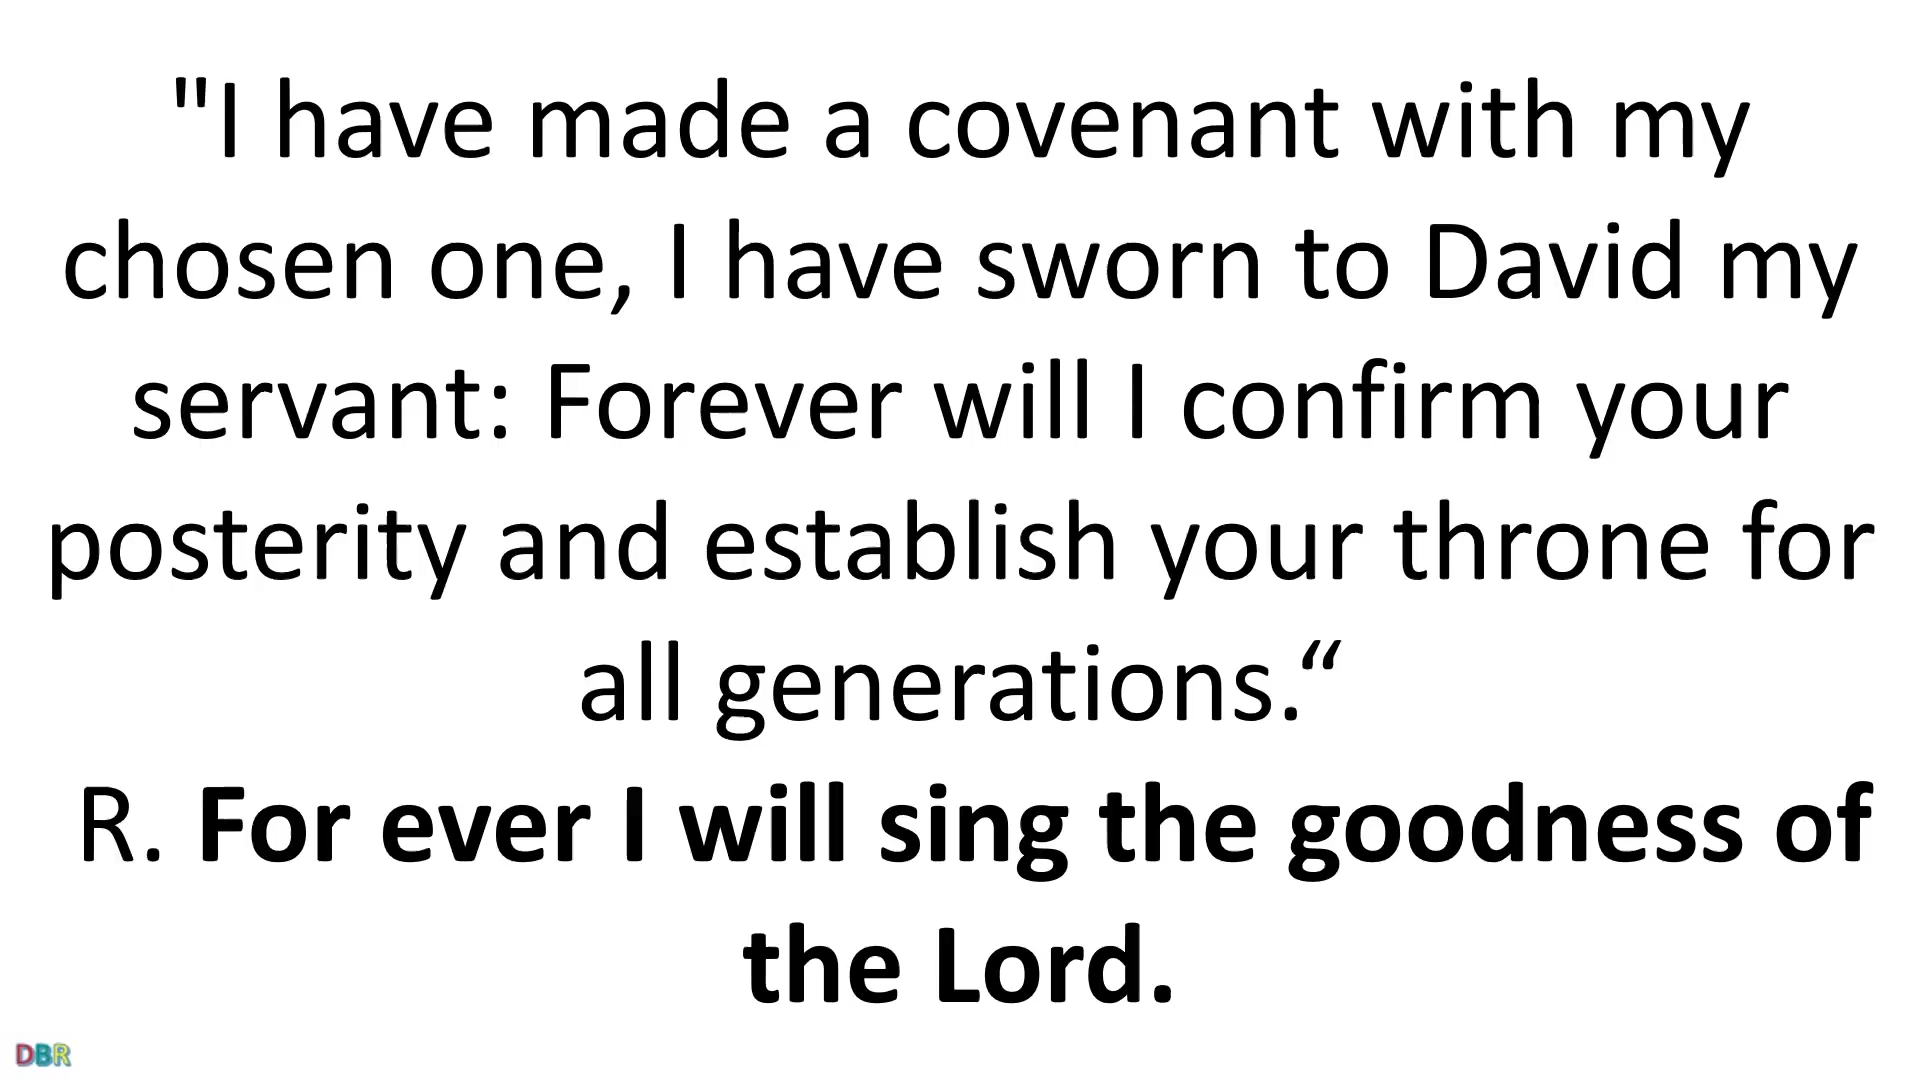 "I have made a covenant with my
chosen one, I have sworn to David my
servant: Forever will I confirm your
posterity and establish your throne for
all generations.“
R. For ever I will sing the goodness of
the Lord.
DBR